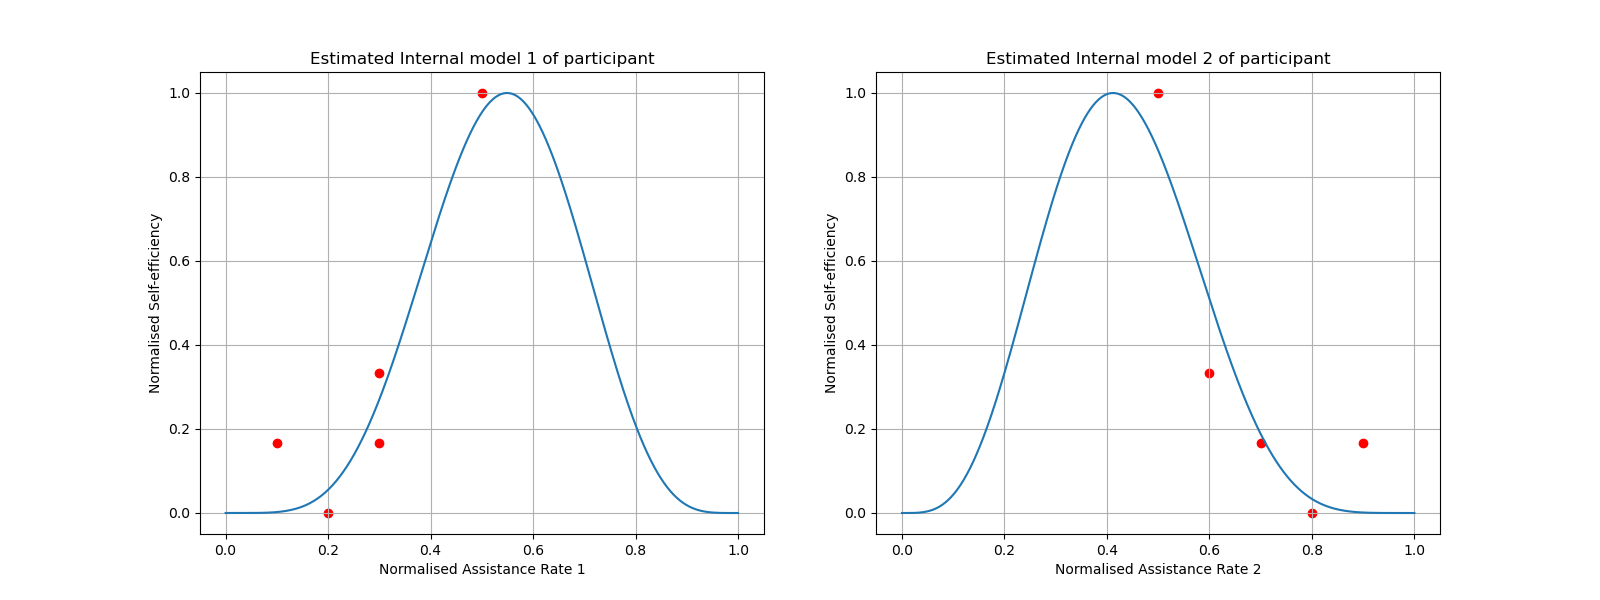 Estimated Internal model 1 of participant
1.0
0.8
0.6
0.4
0.2
0.0
Normalised Self-efficiency
0.0 0.2 0.4 0.6 0.8 1.0
Normalised Assistance Rate 1
Estimated Internal model 2 of participant
1.0
0.8
0.6
0.4
0.2
0.0
Normalised Self-efficiency
0.0 0.2 0.4 0.6 0.8 1.0
Normalised Assistance Rate 2